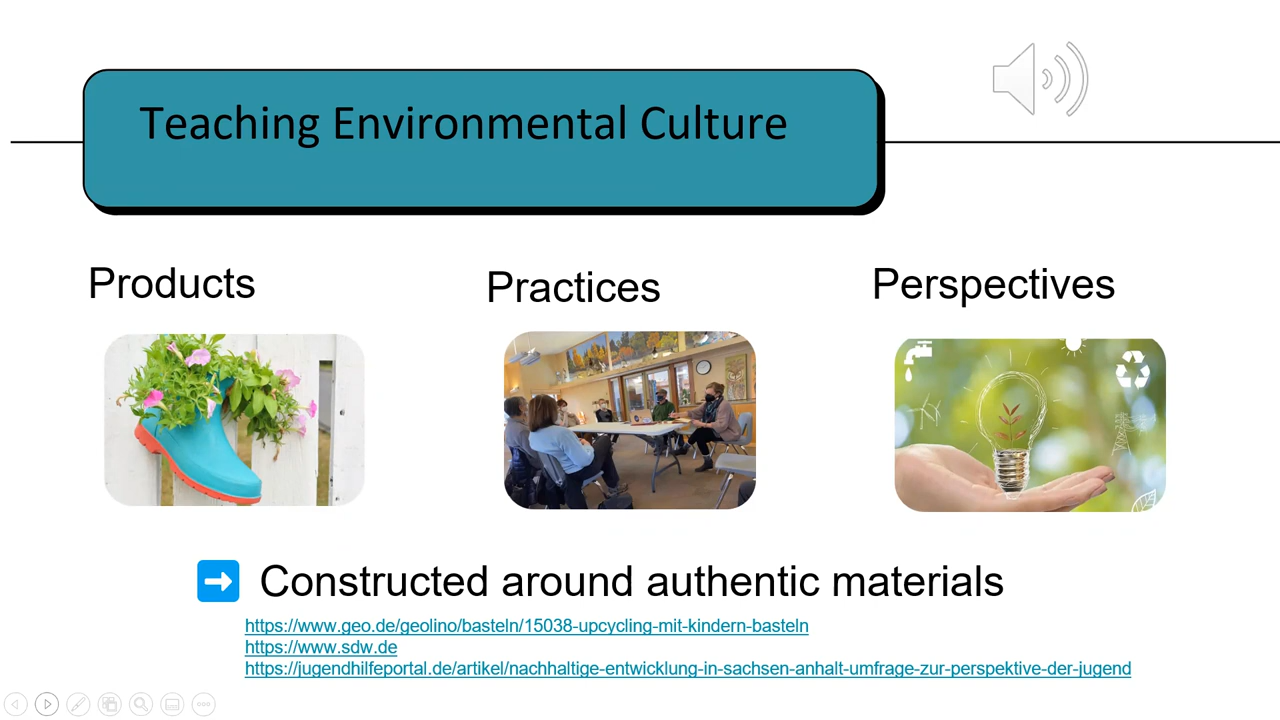 Teaching Environmental Culture
Products
Practices
Perspectives
Constructed around authentic materials
https://www.geo.de/geolino/basteln/15038-upcycling-mit-kindern-basteln
https://www.sdw.de
https://jugendhilfeportal.de/artikel/nachhaltige-entwicklung-in-sachsen-anhalt-umfrage-zur-perspektive-der-jugend